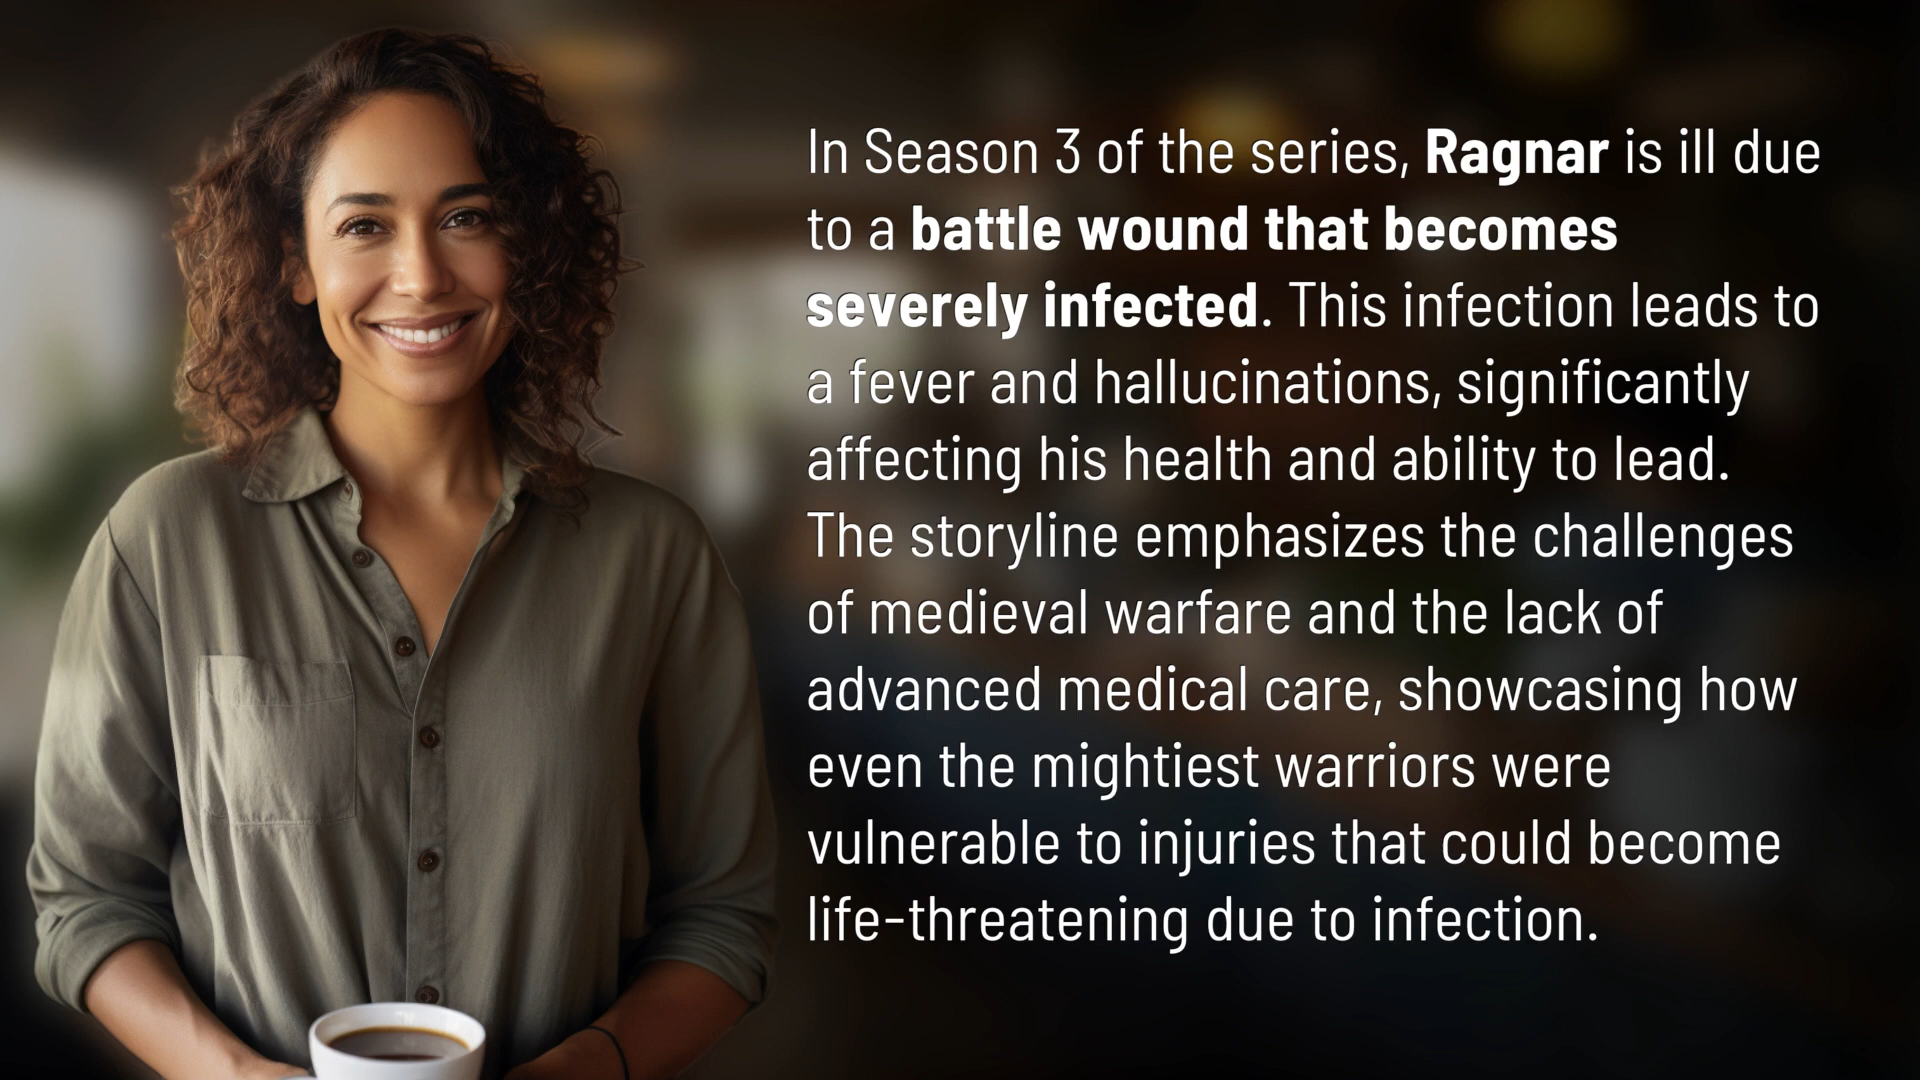 In Season 3 of the series, Ragnar is ill due
to a battle wound that becomes
severely infected. This infection leads to
a fever and hallucinations, significantly
affecting his health and ability to lead.
The storyline emphasizes the challenges
of medieval warfare and the lack of
advanced medical care, showcasing how
even the mightiest warriors were
vulnerable to injuries that could become
life-threatening due to infection.